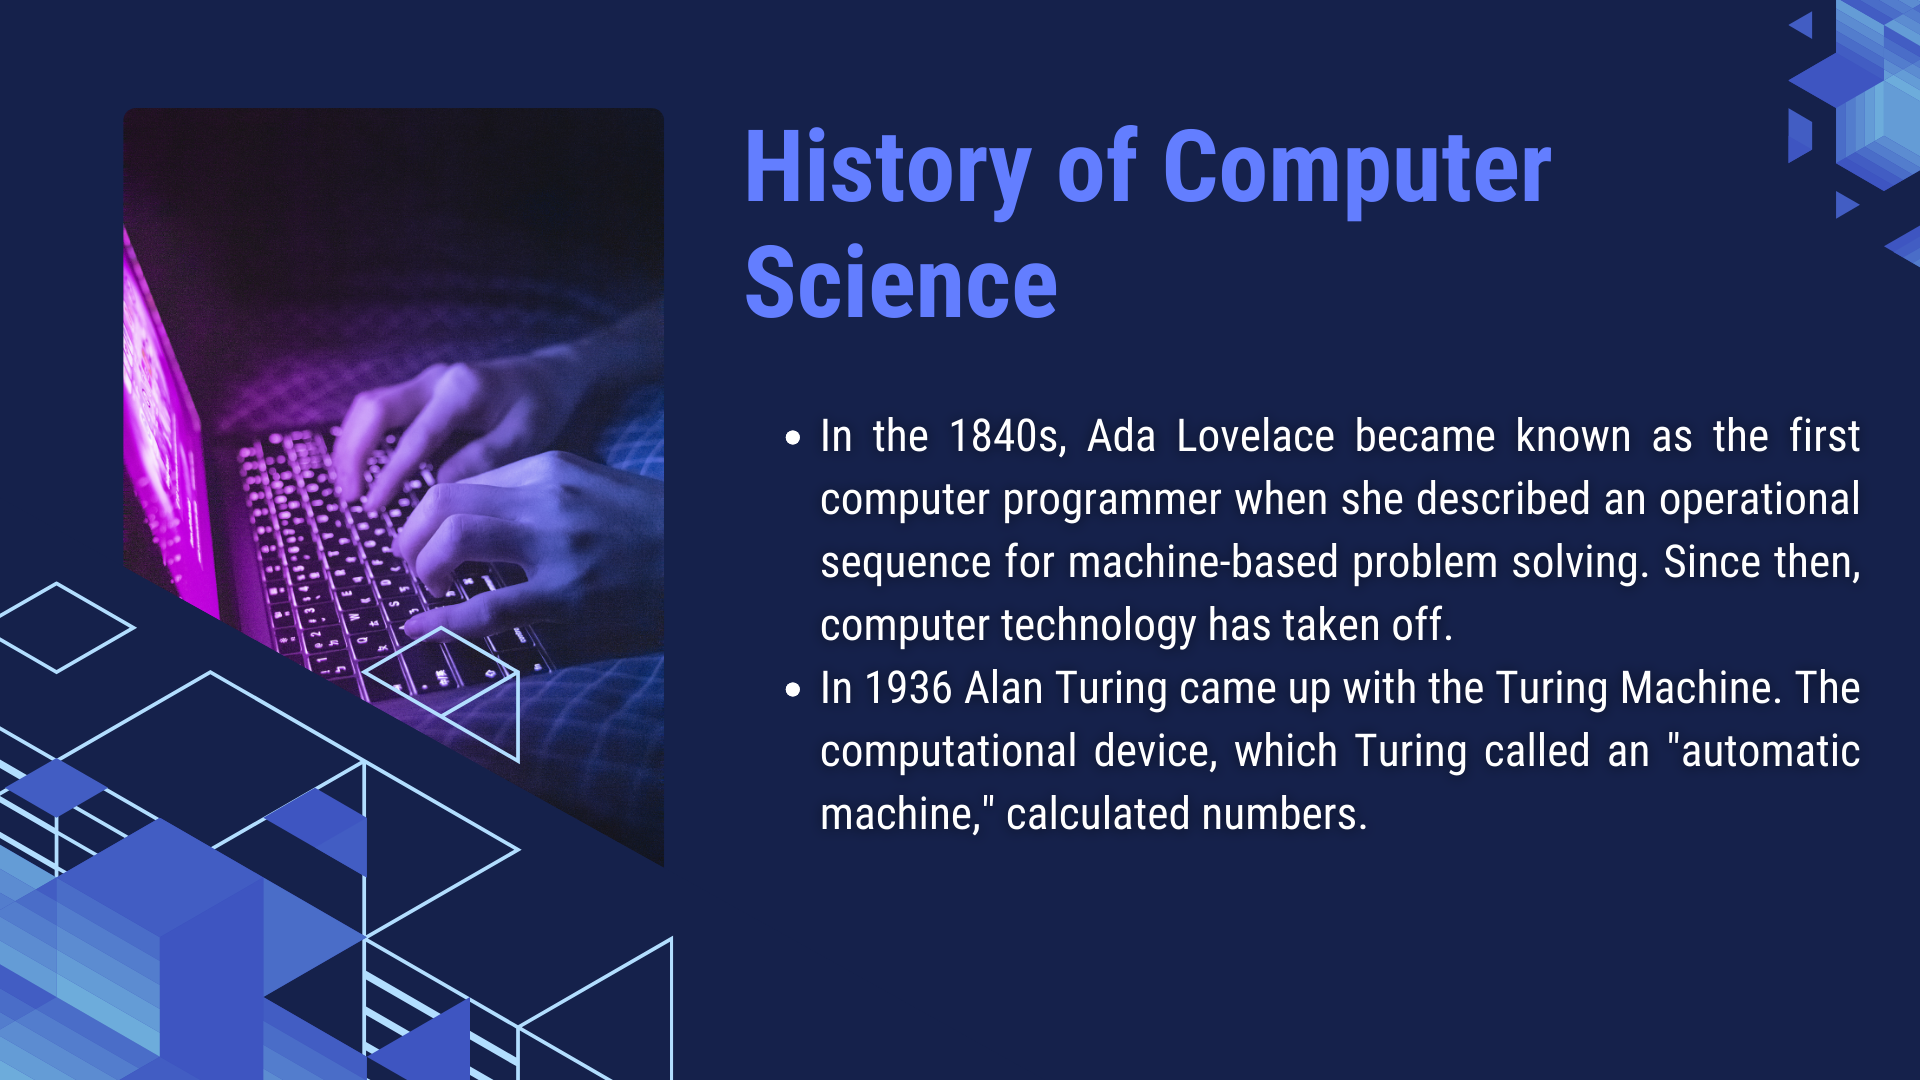 History of Computer
Science
In the 1840s, Ada Lovelace became known as the first
computer programmer when she described an operational
sequence for machine-based problem solving. Since then,
computer technology has taken off.
In 1936 Alan Turing came up with the Turing Machine. The
computational device, which Turing called an "automatic
machine," calculated numbers.